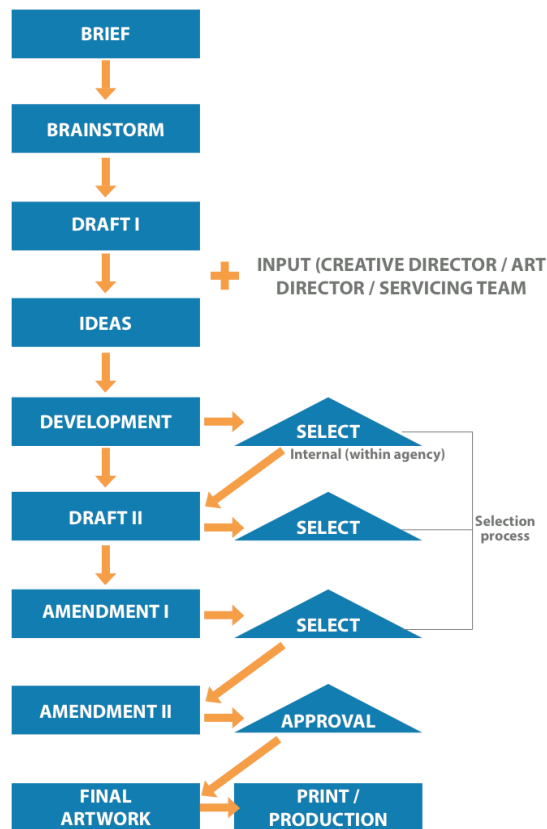 BRIEF
BRAINSTORM
DRAFT I
INPUT (CREATIVE DIRECTOR / ART
DIRECTOR / SERVICING TEAM
IDEAS
DEVELOPMENT
SELECT
Internal (within agency)
DRAFT II
SELECT
Selection
process
AMENDMENT I
SELECT
AMENDMENT II
APPROVAL
FINAL
ARTWORK
PRINT /
PRODUCTION